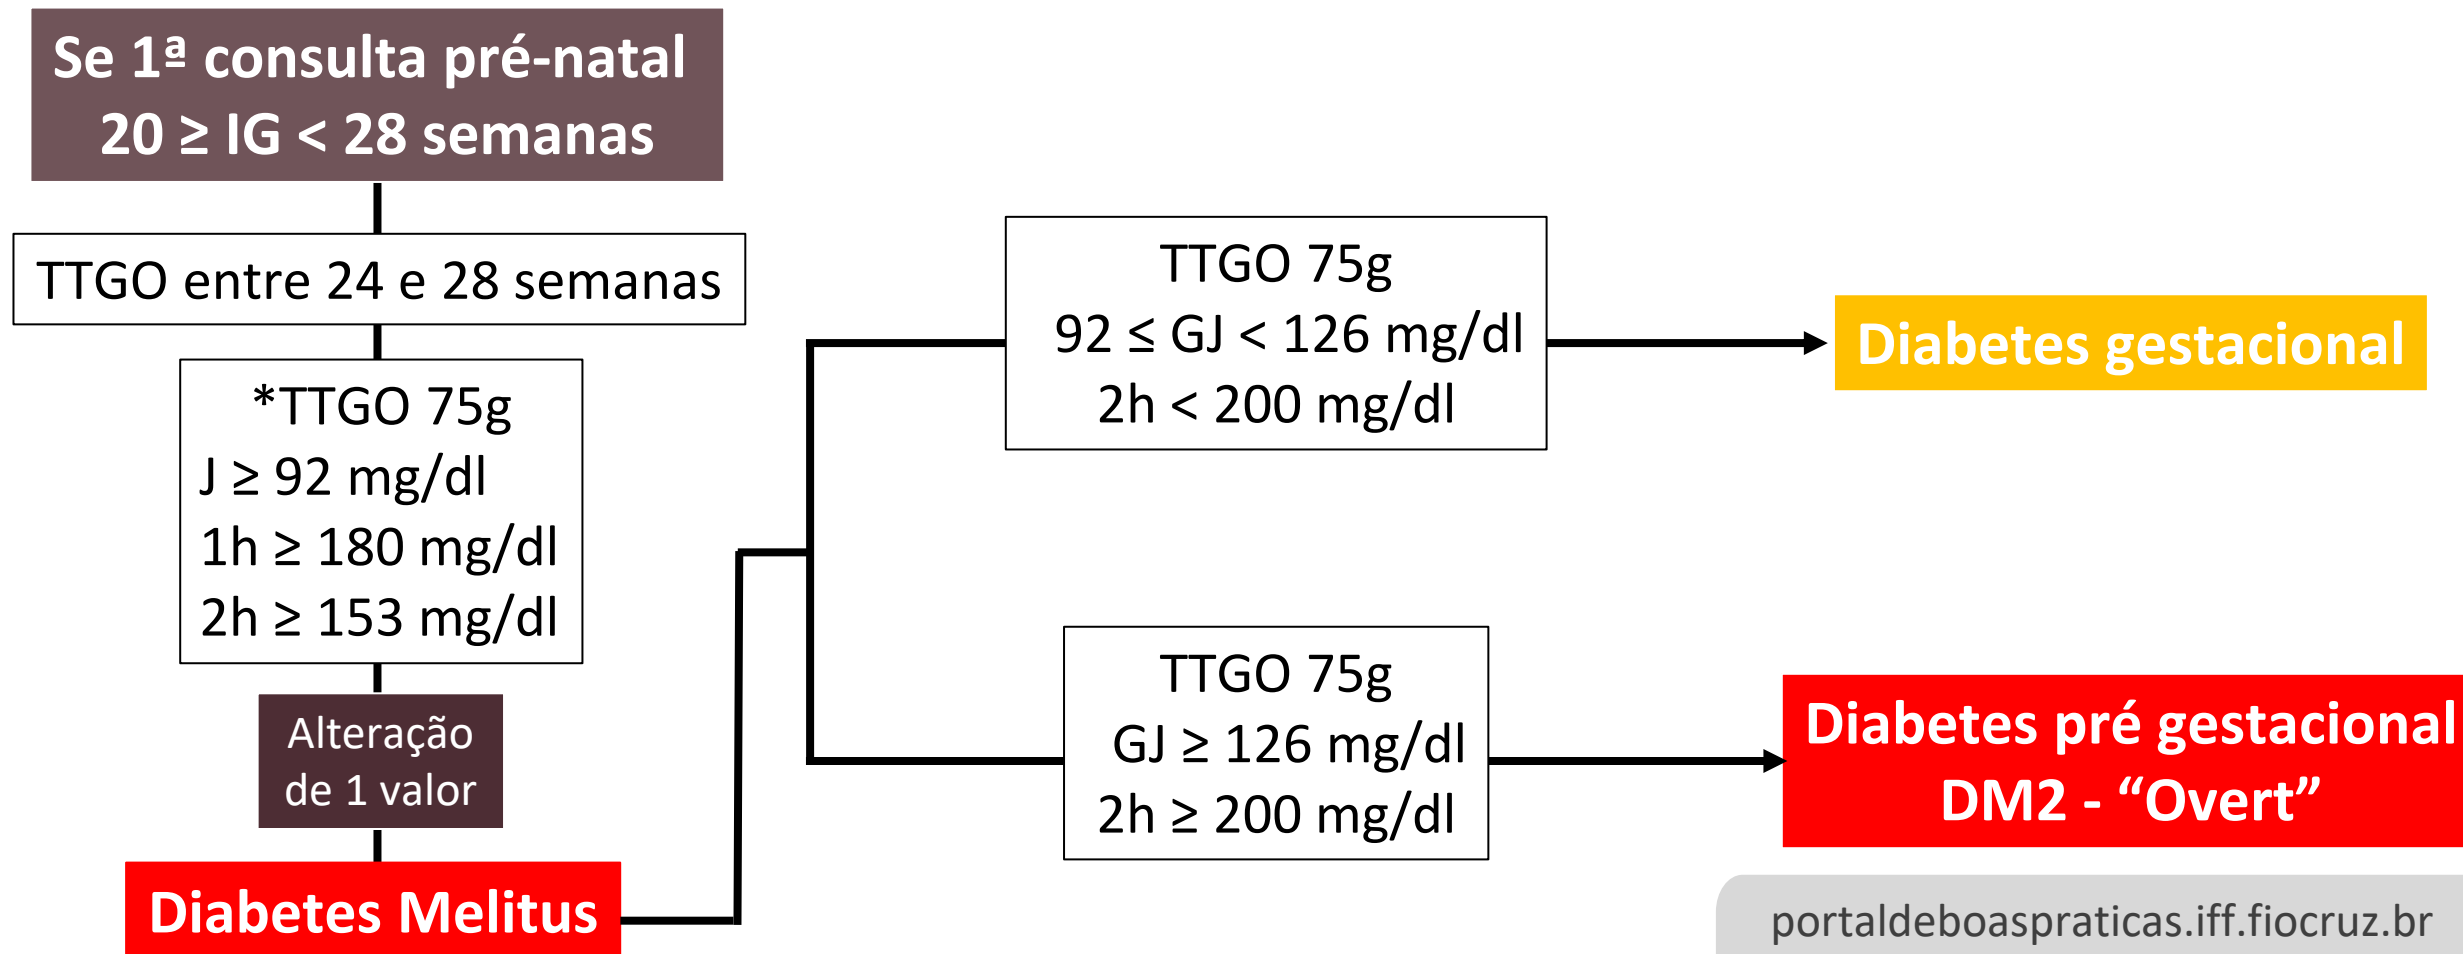 Se 1ª consulta pré-natal
20 ≥ IG < 28 semanas
TTGO entre 24 e 28 semanas
*TTGO 75g
J ≥ 92 mg/dl
1h ≥ 180 mg/dl
2h ≥ 153 mg/dl
Alteração
de 1 valor
Diabetes Melitus
TTGO 75g
92 ≤ GJ < 126 mg/dl
2h < 200 mg/dl
Diabetes gestacional
TTGO 75g
GJ ≥ 126 mg/dl
2h ≥ 200 mg/dl
Diabetes pré gestacional
DM2 - “Overt”
portaldeboaspraticas.iff.fiocruz.br